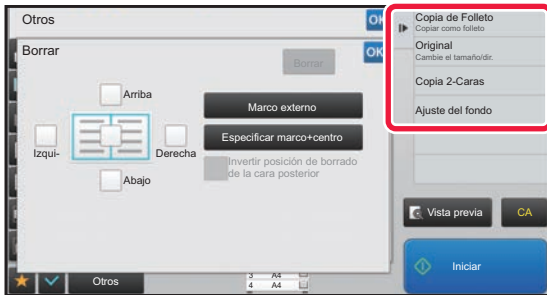 Otros
OK
Borrar
OK
Borrar
Arriba
Marco externo
Izqui-
Derecha
Especificar marco+centro
Invertir posición de borrado
de la cara posterior
Abajo
Otros
3 A4
4 A4
Copia de Folleto
Copiar como folleto
Original
Cambie el tamaño/dir.
Copia 2-Caras
Ajuste del fondo
Vista previa
CA
Iniciar